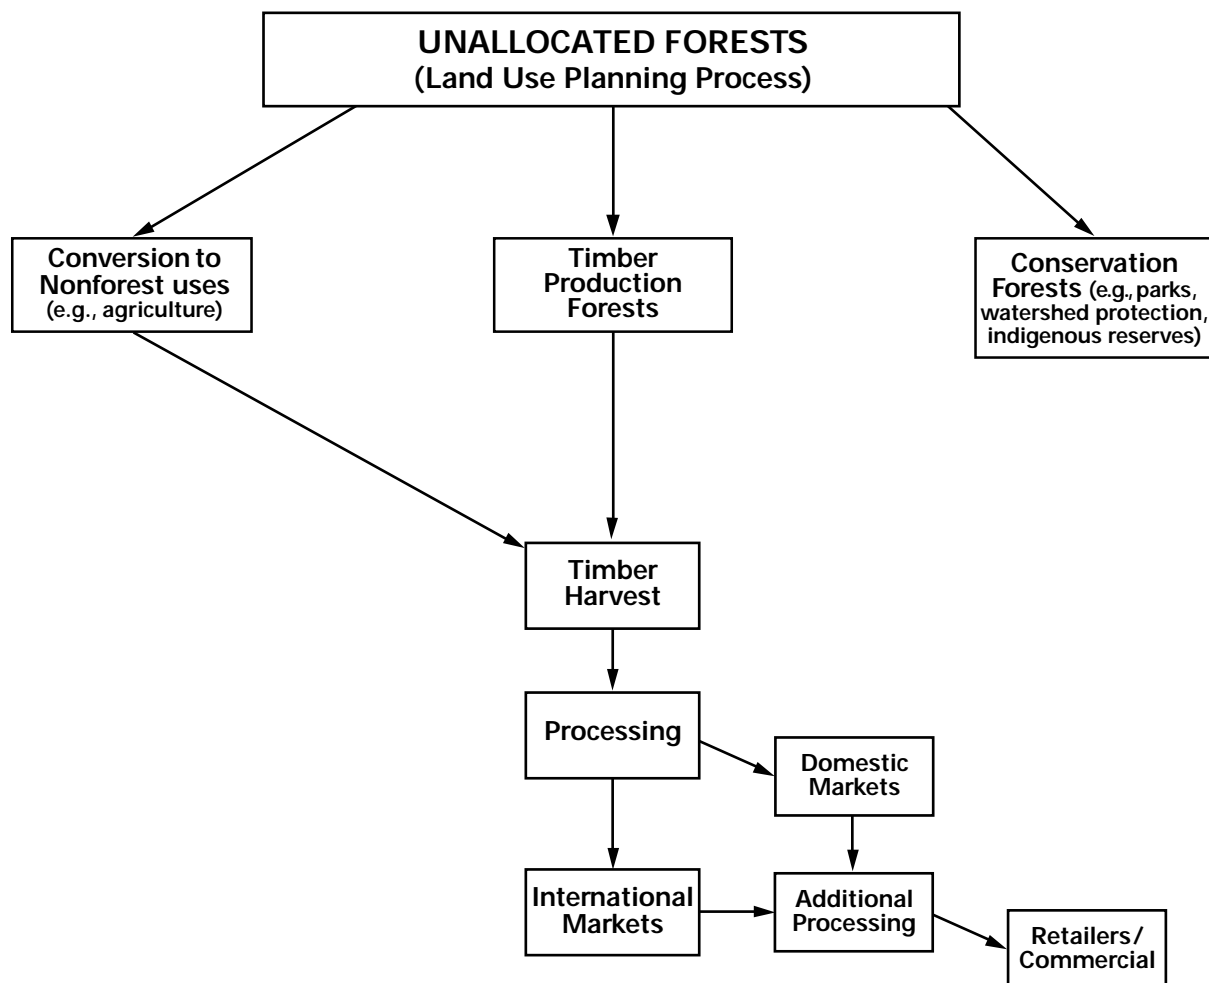 UNALLOCATED FORESTS
(Land Use Planning Process)
Conversion to
Nonforest uses
(e.g., agriculture)
Timber
Production
Forests
Conservation
Forests (e.g., parks,
watershed protection,
indigenous reserves)
Timber
Harvest
Processing
Domestic
Markets
International
Markets
Additional
Processing
Retailers/
Commercial